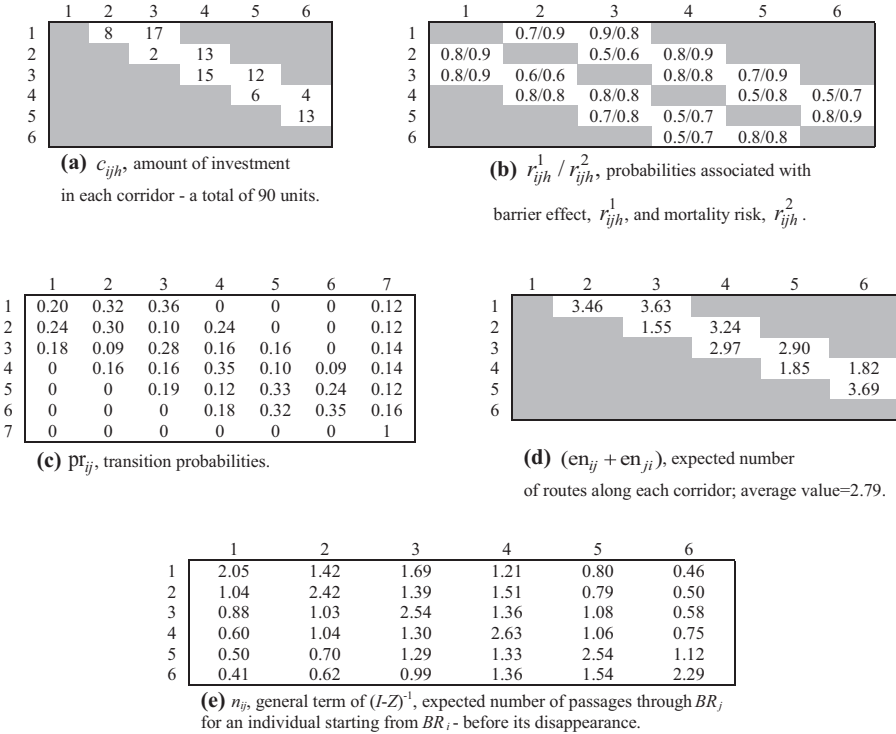 1 2 3 4 5 6
1 8 17
2 2 13
3 15 12
4 6 4
5 13
6
(a) c_ijh, amount of investment
in each corridor - a total of 90 units.
1 2 3 4 5 6
1 0.7/0.9 0.9/0.8
2 0.8/0.9 0.5/0.6 0.8/0.9
3 0.8/0.9 0.6/0.6 0.8/0.8 0.7/0.9
4 0.8/0.8 0.8/0.8 0.5/0.8 0.5/0.7
5 0.7/0.8 0.5/0.7 0.8/0.9
6 0.5/0.7 0.8/0.8
(b) r^1_ijh / r^2_ijh, probabilities associated with
barrier effect, r^1_ijh, and mortality risk, r^2_ijh.
1 2 3 4 5 6 7
1 0.20 0.32 0.36 0 0 0 0.12
2 0.24 0.30 0.10 0.24 0 0 0.12
3 0.18 0.09 0.28 0.16 0.16 0 0.14
4 0 0.16 0.16 0.35 0.10 0.09 0.14
5 0 0 0.19 0.12 0.33 0.24 0.12
6 0 0 0 0.18 0.32 0.35 0.16
7 0 0 0 0 0 0 1
(c) pr_ij, transition probabilities.
1 2 3 4 5 6
1 3.46 3.63
2 1.55 3.24
3 2.97 2.90
4 1.85 1.82
5 3.69
6
(d) (en_ij + en_ji), expected number
of routes along each corridor; average value=2.79.
1 2 3 4 5 6
1 2.05 1.42 1.69 1.21 0.80 0.46
2 1.04 2.42 1.39 1.51 0.79 0.50
3 0.88 1.03 2.54 1.36 1.08 0.58
4 0.60 1.04 1.30 2.63 1.06 0.75
5 0.50 0.70 1.29 1.33 2.54 1.12
6 0.41 0.62 0.99 1.36 1.54 2.29
(e) n_ij, general term of (I-Z)^-1, expected number of passages through BR_j
for an individual starting from BR_i - before its disappearance.